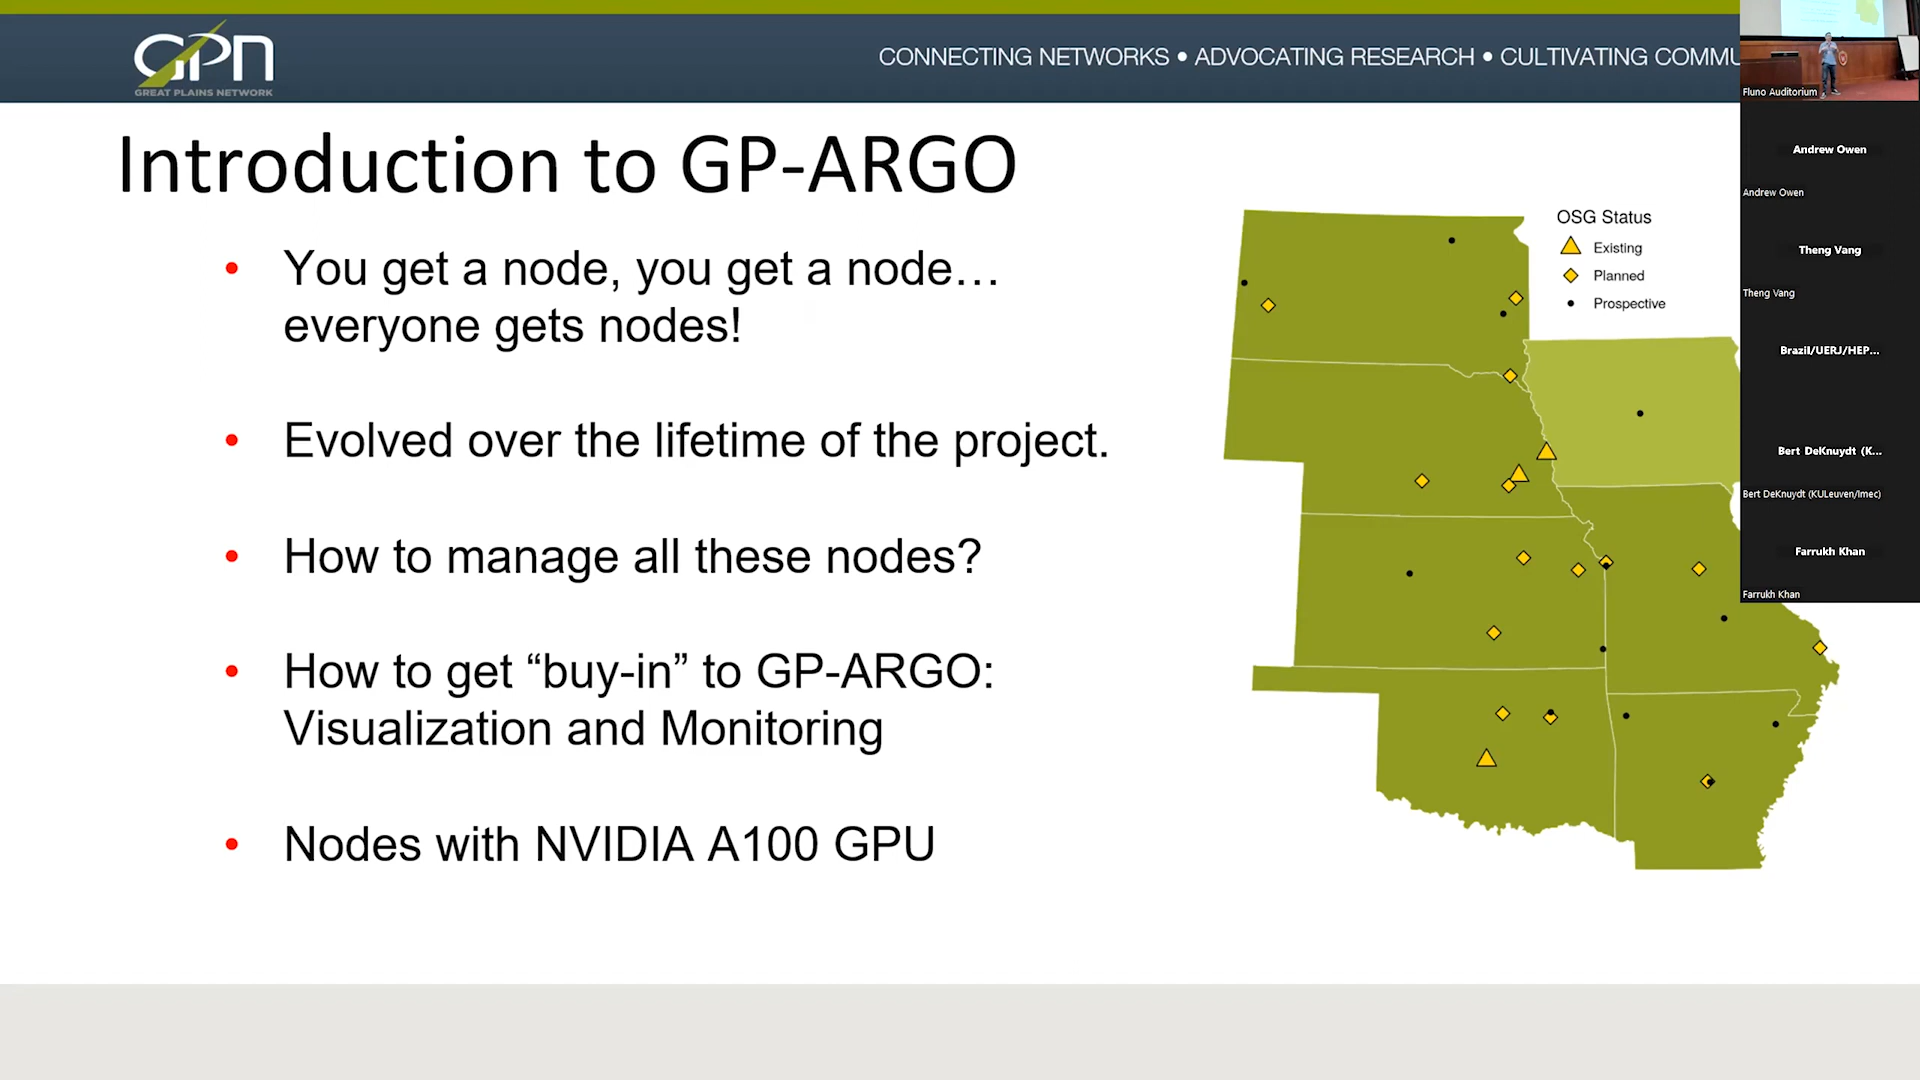 GPN
GREAT PLAINS NETWORK
CONNECTING NETWORKS • ADVOCATING RESEARCH • CULTIVATING COMMU
Introduction to GP-ARGO
• You get a node, you get a node…
everyone gets nodes!
• Evolved over the lifetime of the project.
• How to manage all these nodes?
• How to get “buy-in” to GP-ARGO:
Visualization and Monitoring
• Nodes with NVIDIA A100 GPU
OSG Status
Existing
Planned
Prospective
Fluno Auditorium
Andrew Owen
Andrew Owen
Theng Vang
Theng Vang
Brazil/UERJ/HEP...
Bert DeKnuydt (K...
Bert DeKnuydt (KULeuven/Imec)
Farrukh Khan
Farrukh Khan